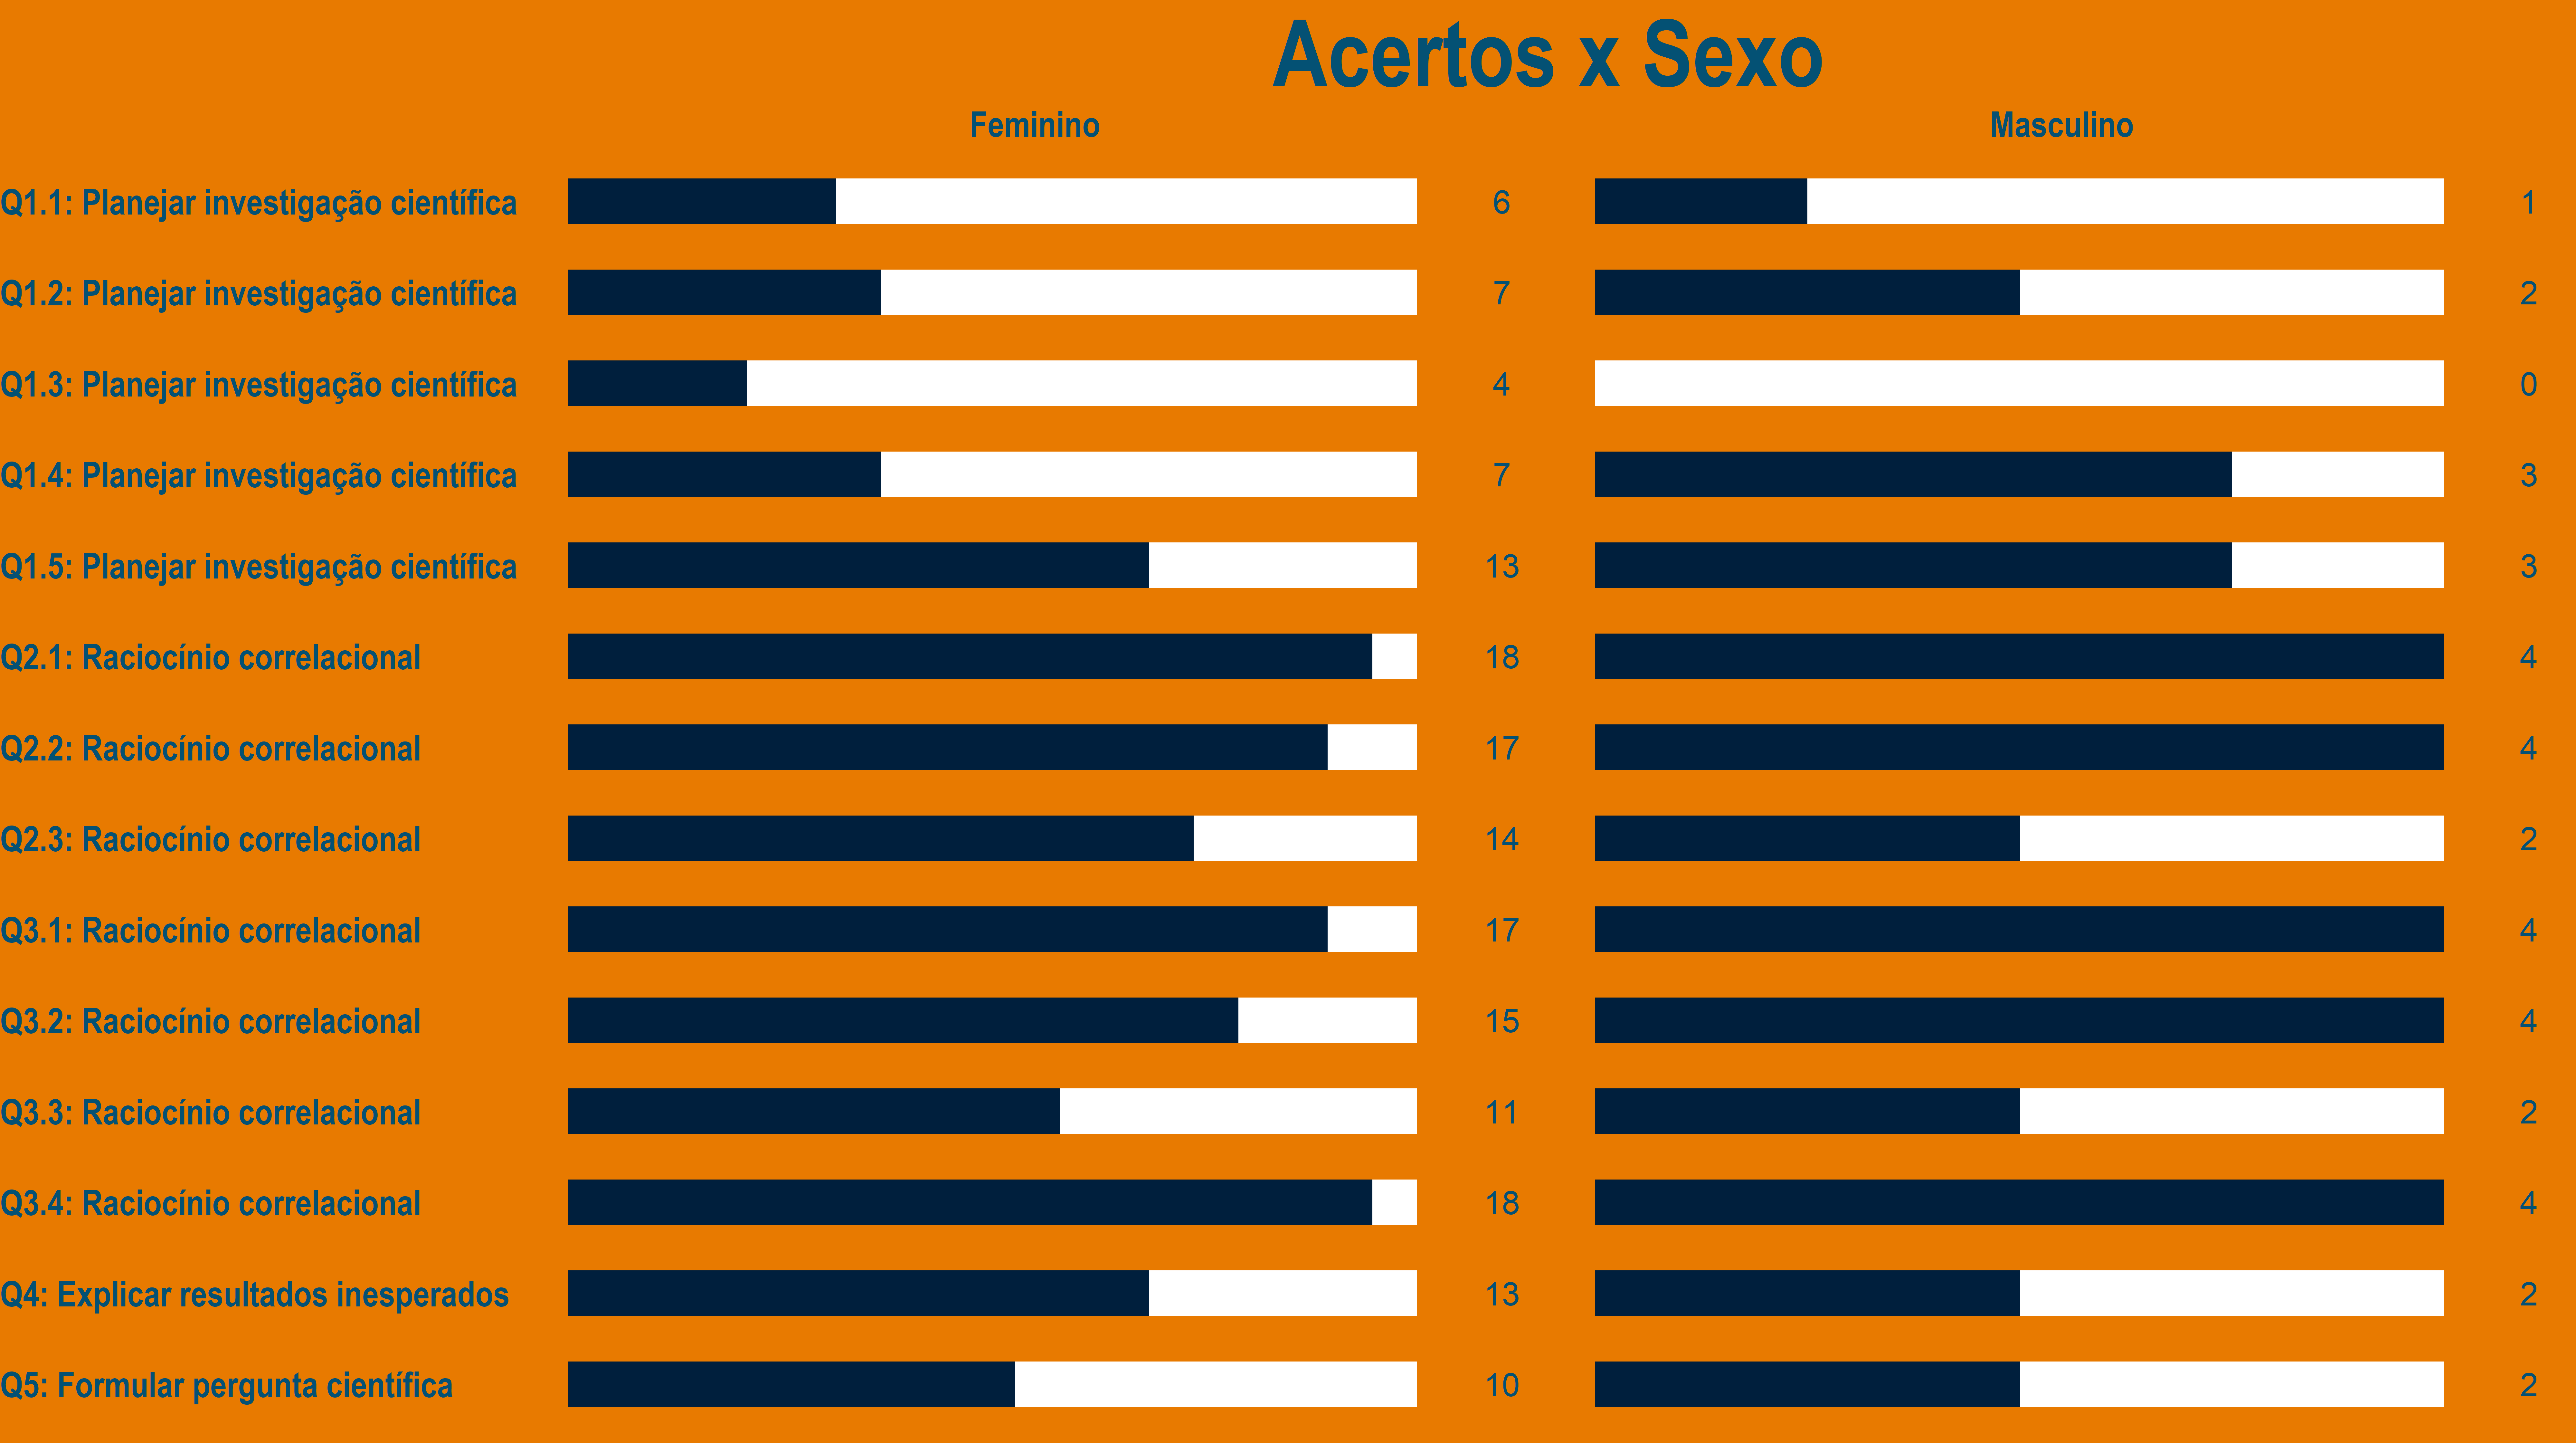 Acertos x Sexo
Feminino Masculino
Q1.1: Planejar investigação científica 6 1
Q1.2: Planejar investigação científica 7 2
Q1.3: Planejar investigação científica 4 0
Q1.4: Planejar investigação científica 7 3
Q1.5: Planejar investigação científica 13 3
Q2.1: Raciocínio correlacional 18 4
Q2.2: Raciocínio correlacional 17 4
Q2.3: Raciocínio correlacional 14 2
Q3.1: Raciocínio correlacional 17 4
Q3.2: Raciocínio correlacional 15 4
Q3.3: Raciocínio correlacional 11 2
Q3.4: Raciocínio correlacional 18 4
Q4: Explicar resultados inesperados 13 2
Q5: Formular pergunta científica 10 2